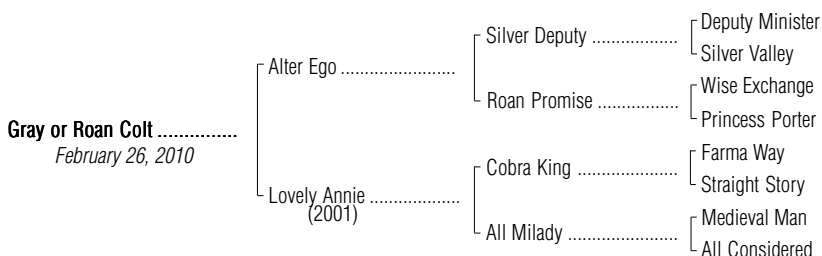 Deputy Minister
Silver Deputy ..................
Silver Valley
Alter Ego ........................
Wise Exchange
Roan Promise .................
Princess Porter
Gray or Roan Colt ...............
February 26, 2010
Farma Way
Cobra King .....................
Straight Story
Lovely Annie ...................
(2001)
Medieval Man
All Milady .......................
All Considered